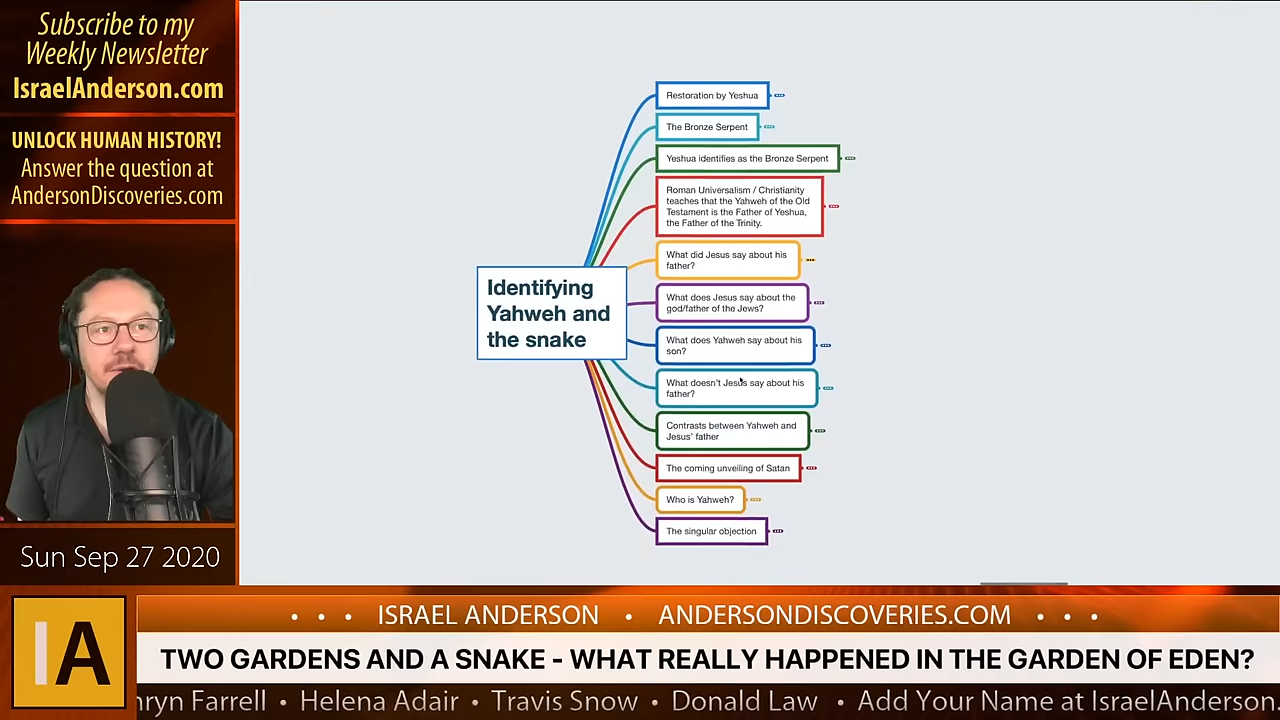 Subscribe to my
Weekly Newsletter
IsraelAnderson.com
UNLOCK HUMAN HISTORY!
Answer the question at
AndersonDiscoveries.com
Sun Sep 27 2020
Identifying
Yahweh and
the snake
Restoration by Yeshua
The Bronze Serpent
Yeshua identifies as the Bronze Serpent
Roman Universalism / Christianity
teaches that the Yahweh of the Old
Testament is the Father of Yeshua,
the Father of the Trinity.
What did Jesus say about his
father?
What does Jesus say about the
god/father of the Jews?
What does Yahweh say about his
son?
What doesn't Jesus say about his
father?
Contrasts between Yahweh and
Jesus' father
The coming unveiling of Satan
Who is Yahweh?
The singular objection
IA
• • • ISRAEL ANDERSON • ANDERSONDISCOVERIES.COM • • •
TWO GARDENS AND A SNAKE - WHAT REALLY HAPPENED IN THE GARDEN OF EDEN?
Farrell • Helena Adair • Travis Snow • Donald Law • Add Your Name at IsraelAnderson.